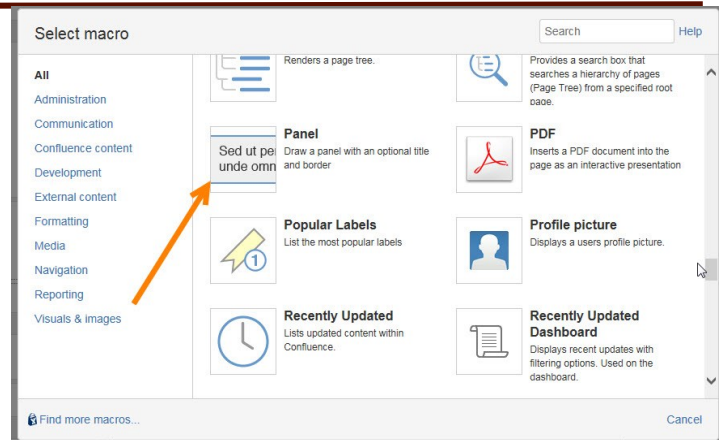 Select macro
Search
Help
All
Administration
Communication
Confluence content
Development
External content
Formatting
Media
Navigation
Reporting
Visuals & images
Renders a page tree.
Provides a search box that
searches a hierarchy of pages
(Page Tree) from a specified root
page.
Sed ut per
unde omn
Panel
Draw a panel with an optional title
and border
PDF
Inserts a PDF document into the
page as an interactive presentation
1
Popular Labels
List the most popular labels
Profile picture
Displays a users profile picture.
Recently Updated
Lists updated content within
Confluence.
Recently Updated
Dashboard
Displays recent updates with
filtering options. Used on the
dashboard.
Find more macros...
Cancel